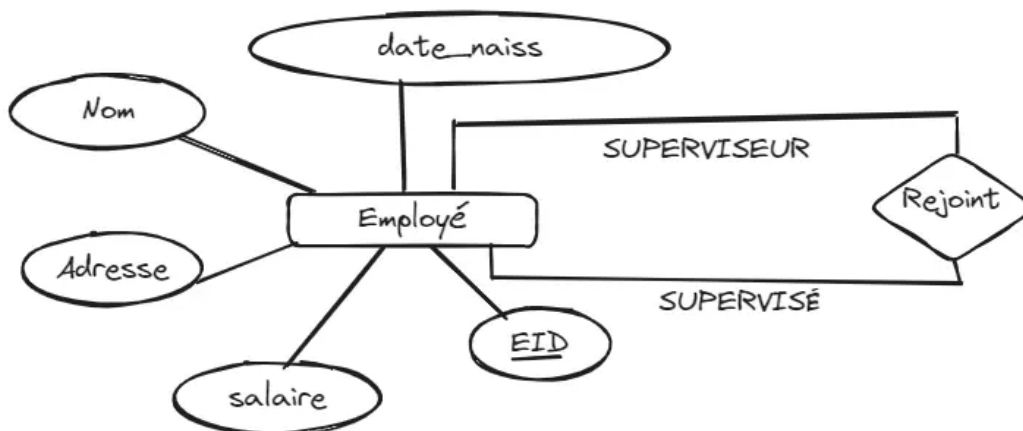 date_naiss
Nom
SUPERVISEUR
Rejoint
Employé
Adresse
SUPERVISÉ
EID
salaire